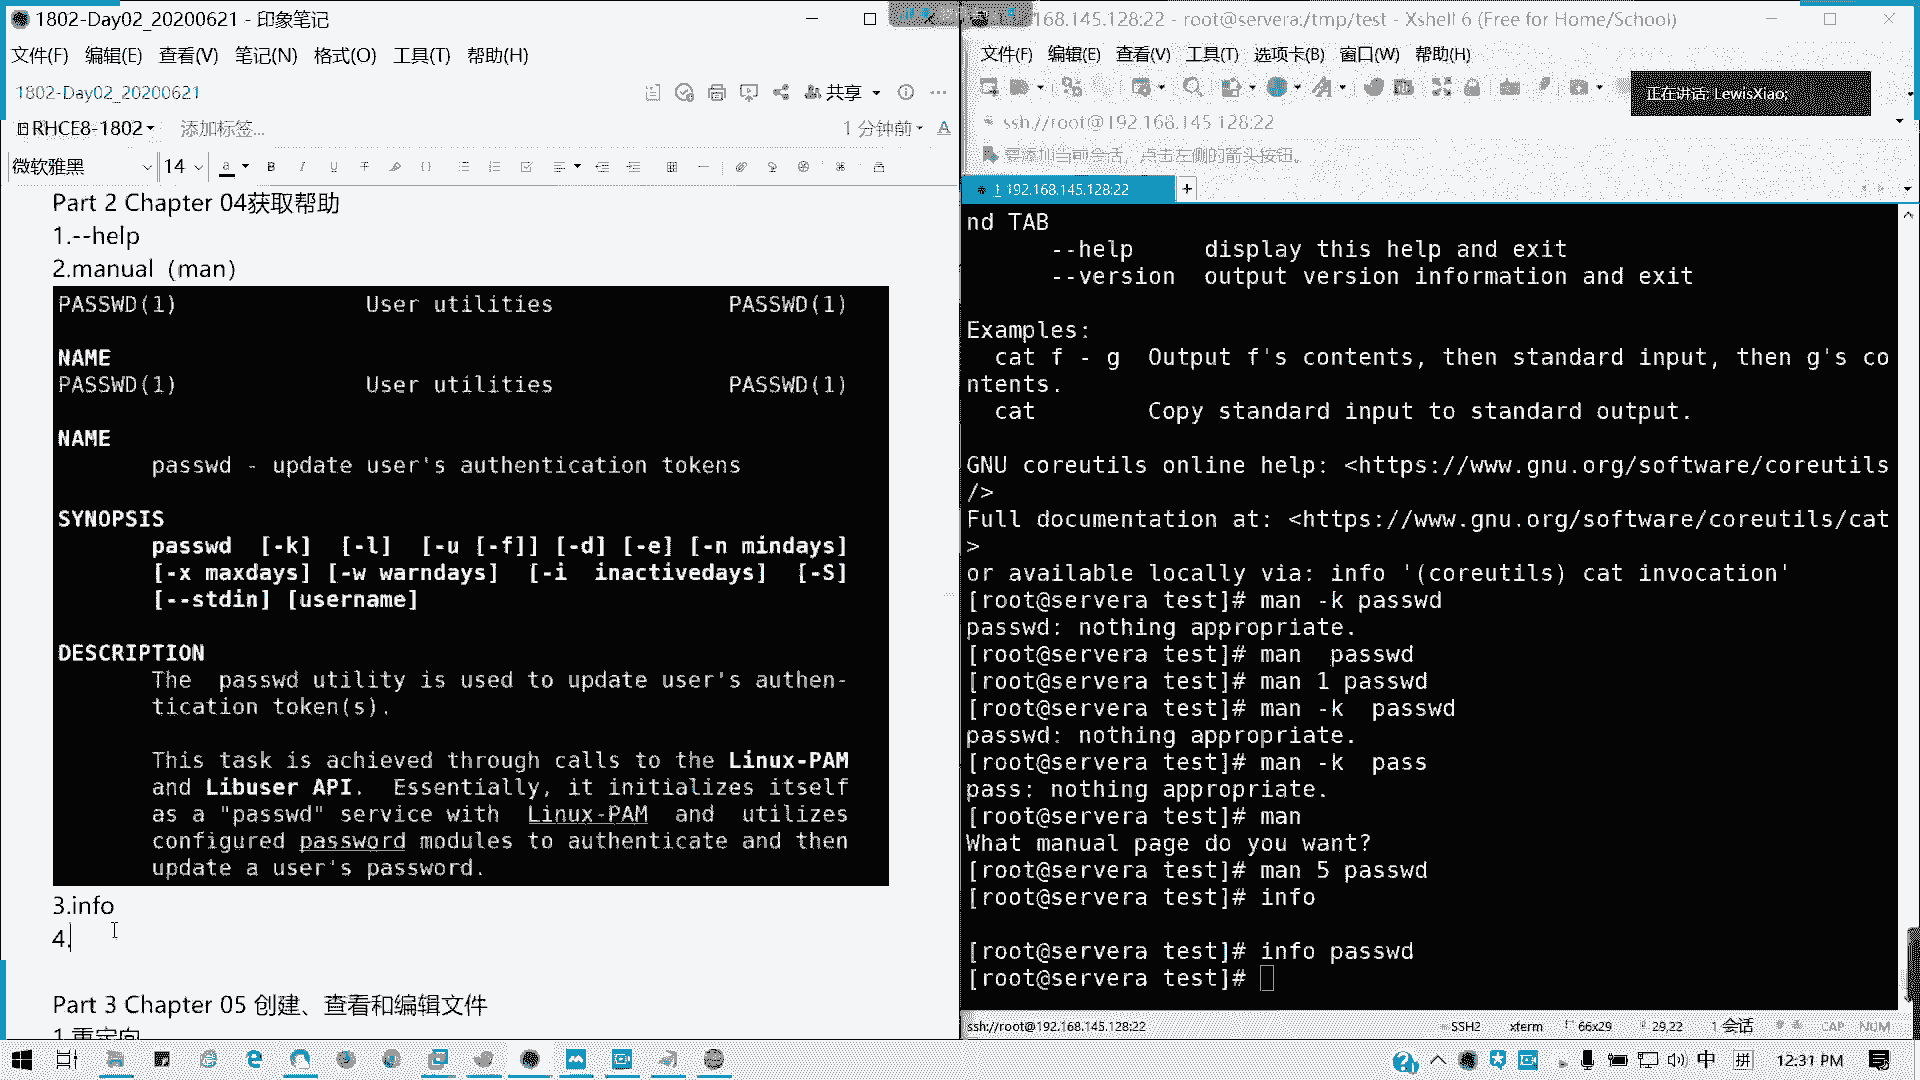 1802-Day02_20200621 - 印象笔记
文件(F) 编辑(E) 查看(V) 笔记(N) 格式(O) 工具(T) 帮助(H)
1802-Day02_20200621
共享
RHCE8-1802 添加标签...
1 分钟前
微软雅黑 14
Part 2 Chapter 04获取帮助
1.--help
2.manual（man）
PASSWD(1) User utilities PASSWD(1)
NAME
PASSWD(1) User utilities PASSWD(1)
NAME
passwd - update user's authentication tokens
SYNOPSIS
passwd [-k] [-l] [-u [-f]] [-d] [-e] [-n mindays]
[-x maxdays] [-w warndays] [-i inactivedays] [-S]
[--stdin] [username]
DESCRIPTION
The passwd utility is used to update user's authen-
tication token(s).
This task is achieved through calls to the Linux-PAM
and Libuser API. Essentially, it initializes itself
as a "passwd" service with Linux-PAM and utilizes
configured password modules to authenticate and then
update a user's password.
3.info
4.
Part 3 Chapter 05 创建、查看和编辑文件
1.重定向
168.145.128:22 - root@servera:/tmp/test - Xshell 6 (Free for Home/School)
文件(F) 编辑(E) 查看(V) 工具(T) 选项卡(B) 窗口(W) 帮助(H)
正在讲话: LewisXiao;
ssh://root@192.168.145.128:22
要添加当前会话，点击左侧的箭头按钮。
1 192.168.145.128:22
nd TAB
--help display this help and exit
--version output version information and exit
Examples:
cat f - g Output f's contents, then standard input, then g's co
ntents.
cat Copy standard input to standard output.
GNU coreutils online help: <https://www.gnu.org/software/coreutils
/>
Full documentation at: <https://www.gnu.org/software/coreutils/cat
>
or available locally via: info '(coreutils) cat invocation'
[root@servera test]# man -k passwd
passwd: nothing appropriate.
[root@servera test]# man  passwd
[root@servera test]# man 1 passwd
[root@servera test]# man -k  passwd
passwd: nothing appropriate.
[root@servera test]# man -k  pass
pass: nothing appropriate.
[root@servera test]# man
What manual page do you want?
[root@servera test]# man 5 passwd
[root@servera test]# info
[root@servera test]# info passwd
[root@servera test]#
ssh://root@192.168.145.128:22 SSH2 xterm 66x29 29,22 1 会话 CAP NUM
中 拼 12:31 PM